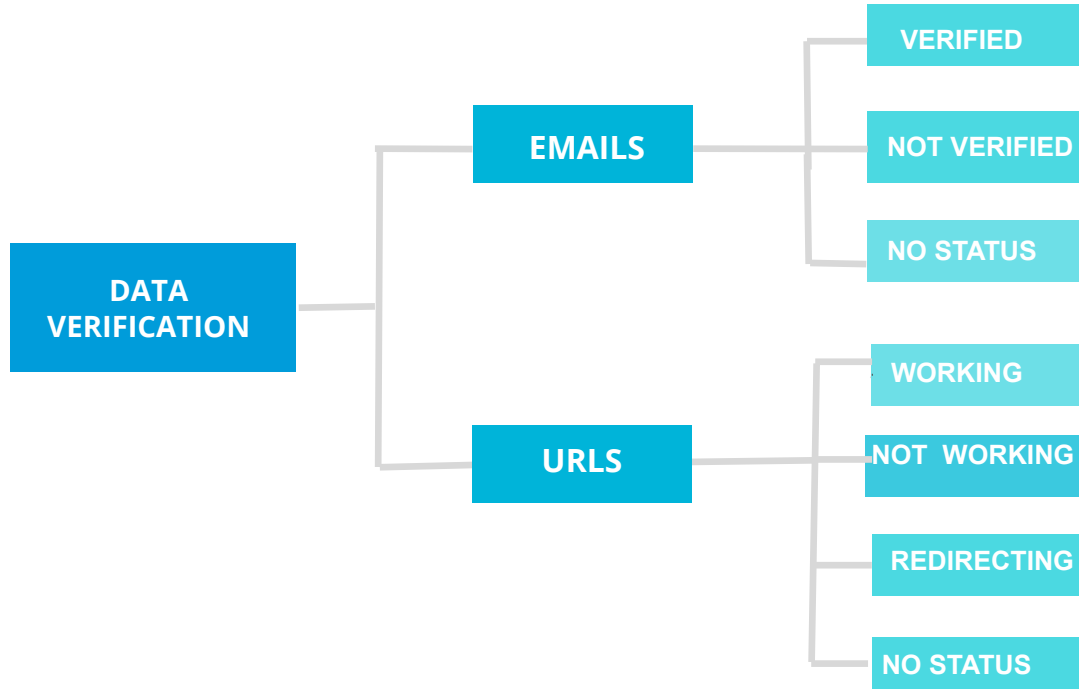 VERIFIED
EMAILS
NOT VERIFIED
NO STATUS
DATA
VERIFICATION
WORKING
URLS
NOT WORKING
REDIRECTING
NO STATUS